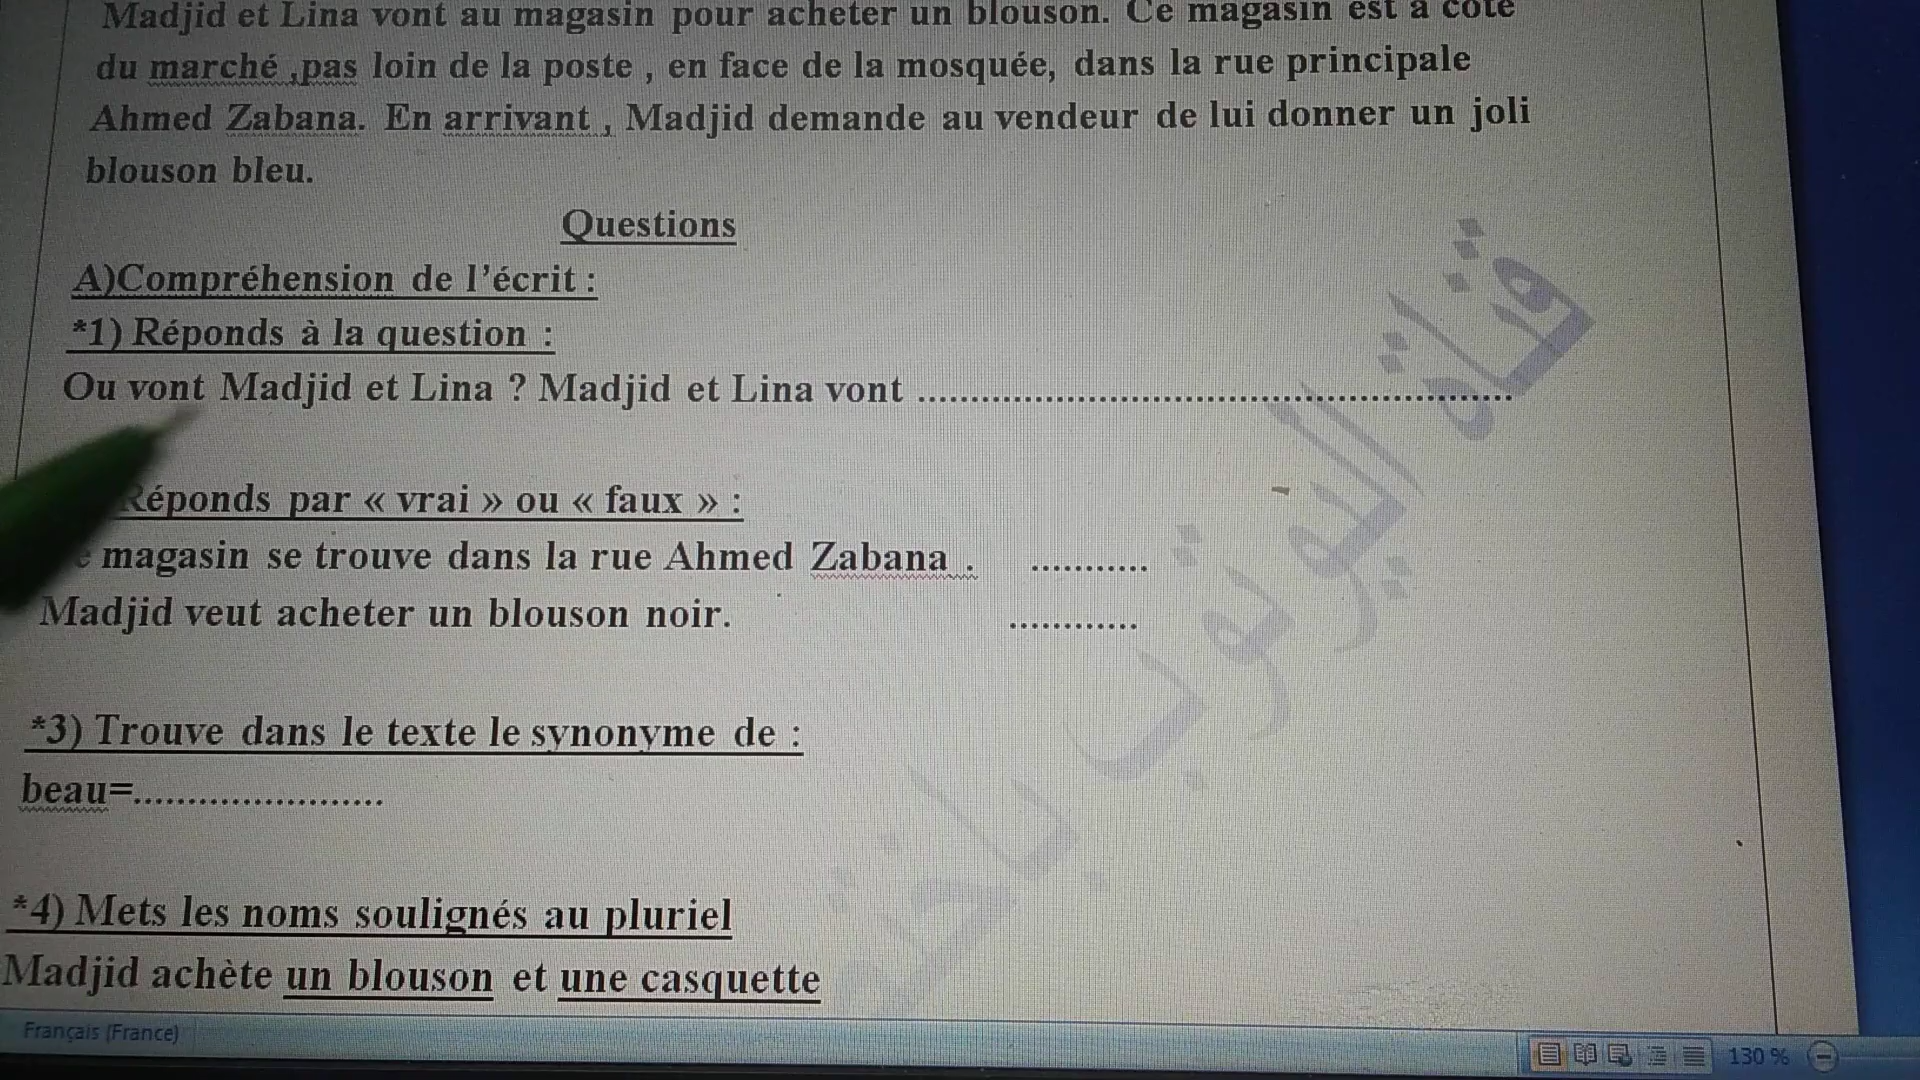 Madjid et Lina vont au magasin pour acheter un blouson. Ce magasin est à côté
du marché ,pas loin de la poste , en face de la mosquée, dans la rue principale
Ahmed Zabana. En arrivant , Madjid demande au vendeur de lui donner un joli
blouson bleu.
Questions
A)Compréhension de l’écrit :
*1) Réponds à la question :
Ou vont Madjid et Lina ? Madjid et Lina vont ......................................................
Réponds par « vrai » ou « faux » :
magasin se trouve dans la rue Ahmed Zabana . ...........
Madjid veut acheter un blouson noir. ............
*3) Trouve dans le texte le synonyme de :
beau=.......................
*4) Mets les noms soulignés au pluriel
Madjid achète un blouson et une casquette
قناة اليوتوب
Français (France)
130 %